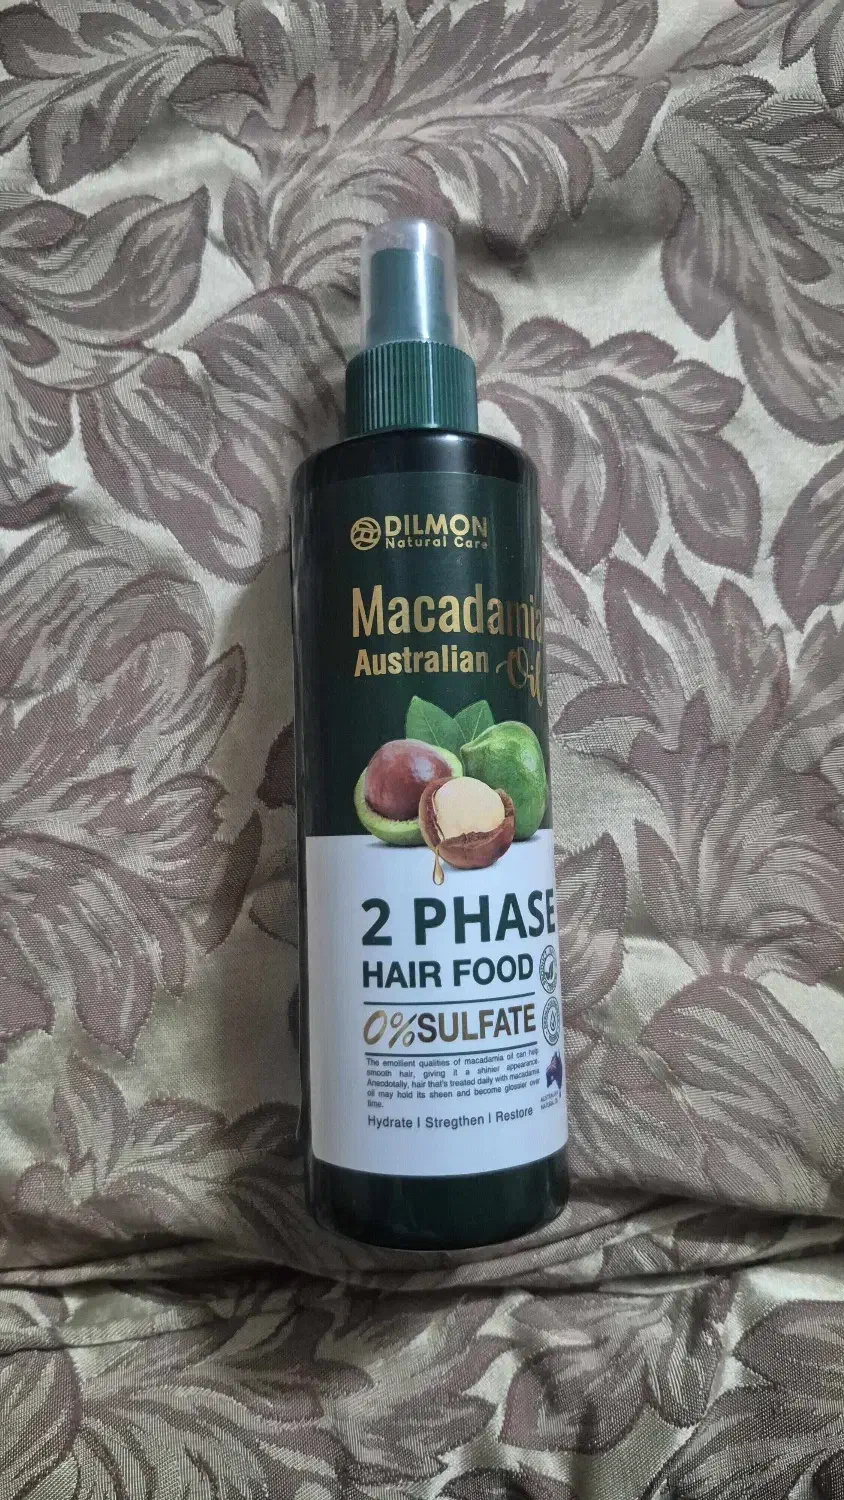 DILMON
Natural Care
Macadamia
Australian Oil
2 PHASE
HAIR FOOD
0% SULFATE
The emollient qualities of macadamia oil can help
smooth hair, giving it a shinier appearance.
Anecdotally, hair that's treated daily with macadamia
oil may hold its sheen and become glossier over
time.
Hydrate | Stregthen | Restore